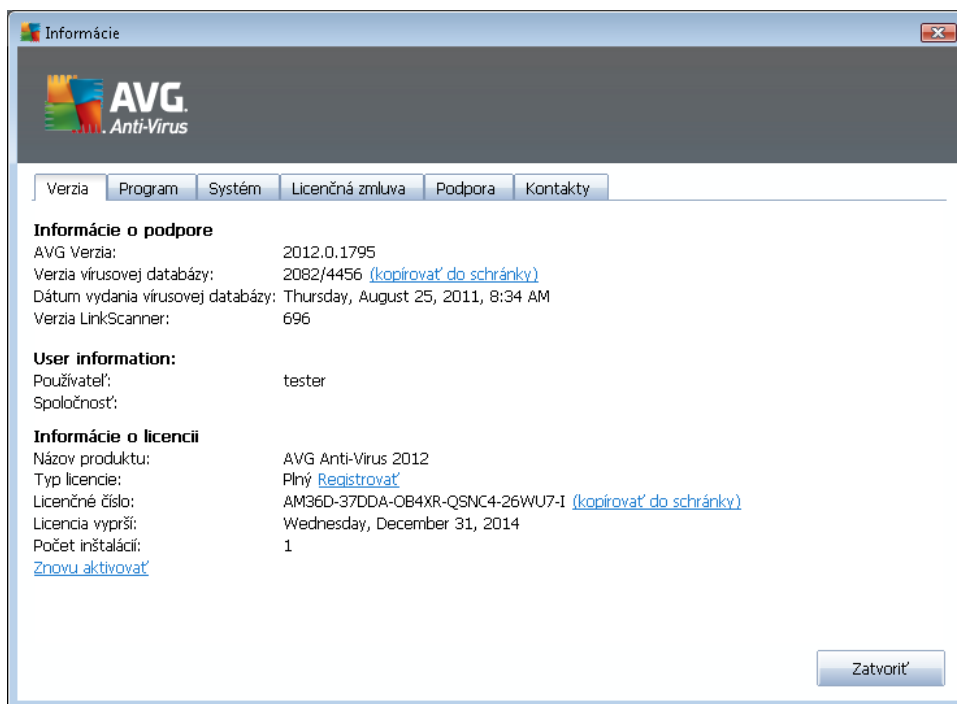 Informácie
AVG.
Anti-Virus
Verzia Program Systém Licenčná zmluva Podpora Kontakty
Informácie o podpore
AVG Verzia: 2012.0.1795
Verzia vírusovej databázy: 2082/4456 (kopírovať do schránky)
Dátum vydania vírusovej databázy: Thursday, August 25, 2011, 8:34 AM
Verzia LinkScanner: 696
User information:
Používateľ: tester
Spoločnosť:
Informácie o licencii
Názov produktu: AVG Anti-Virus 2012
Typ licencie: Plný Registrovať
Licenčné číslo: AM36D-37DDA-OB4XR-QSNC4-26WU7-I (kopírovať do schránky)
Licencia vyprší: Wednesday, December 31, 2014
Počet inštalácií: 1
Znovu aktivovať
Zatvoriť